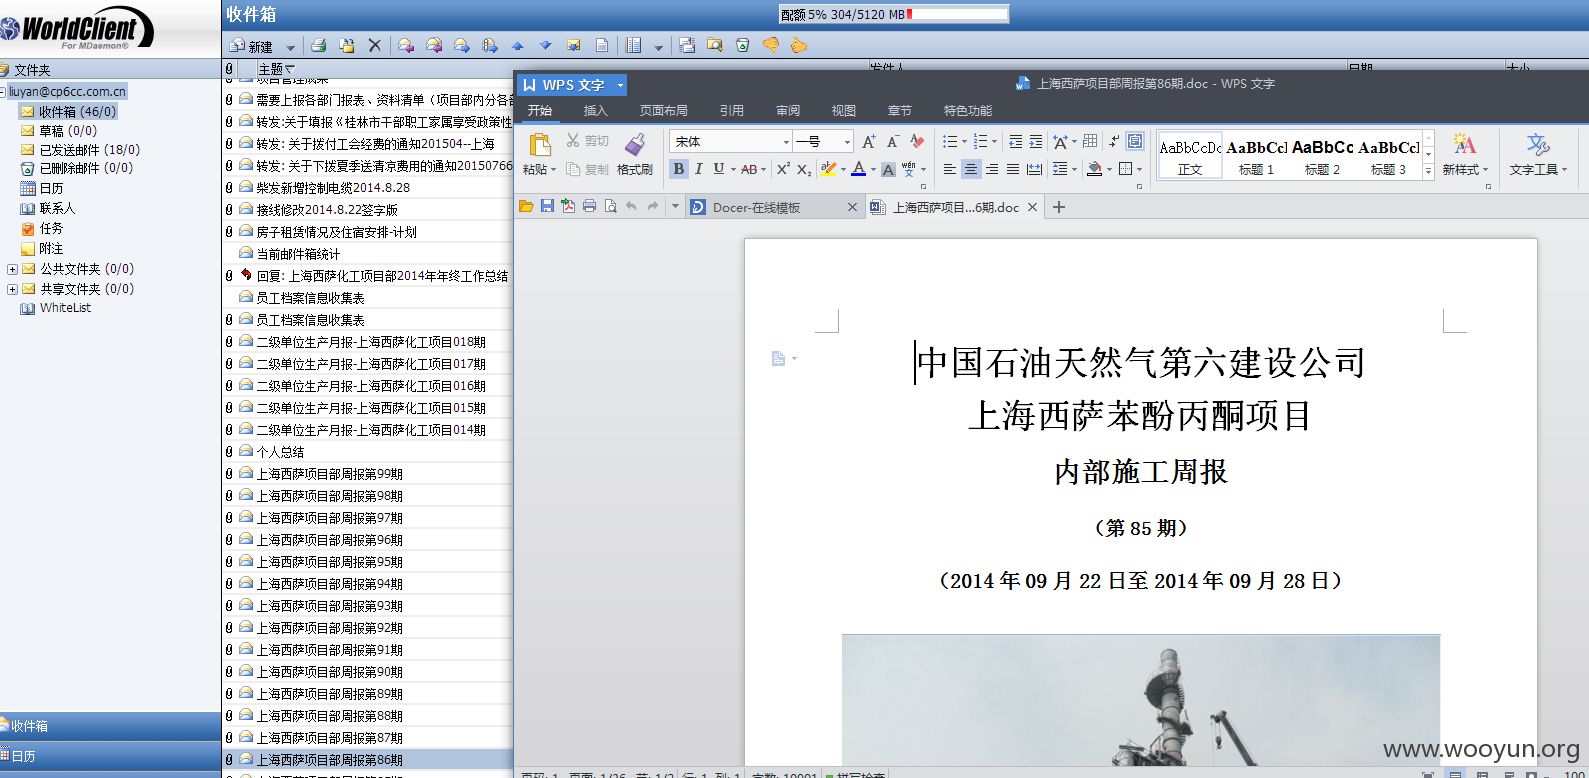 WorldClient
For MDaemon®
收件箱
配额 5% 304/5120 MB
新建
文件夹
主题
liuyan@cp6cc.com.cn
收件箱 (46/0)
草稿 (0/0)
已发送邮件 (18/0)
已删除邮件 (0/0)
日历
联系人
任务
附注
公共文件夹 (0/0)
共享文件夹 (0/0)
WhiteList
收件箱
日历
需要上报各部门报表、资料清单（项目部内分各部
转发:关于填报《桂林市干部职工家属享受政策性
转发: 关于拨付工会经费的通知201504--上海
转发: 关于下拨夏季送清凉费用的通知20150766
柴发新增控制电缆2014.8.28
接线修改2014.8.22签字版
房子租赁情况及住宿安排-计划
当前邮件箱统计
回复: 上海西萨化工项目部2014年年终工作总结
员工档案信息收集表
员工档案信息收集表
二级单位生产月报-上海西萨化工项目018期
二级单位生产月报-上海西萨化工项目017期
二级单位生产月报-上海西萨化工项目016期
二级单位生产月报-上海西萨化工项目015期
二级单位生产月报-上海西萨化工项目014期
个人总结
上海西萨项目部周报第99期
上海西萨项目部周报第98期
上海西萨项目部周报第97期
上海西萨项目部周报第96期
上海西萨项目部周报第95期
上海西萨项目部周报第94期
上海西萨项目部周报第93期
上海西萨项目部周报第92期
上海西萨项目部周报第91期
上海西萨项目部周报第90期
上海西萨项目部周报第89期
上海西萨项目部周报第88期
上海西萨项目部周报第87期
上海西萨项目部周报第86期
WPS 文字
上海西萨项目部周报第86期.doc - WPS 文字
开始 插入 页面布局 引用 审阅 视图 章节 特色功能
粘贴 剪切 复制 格式刷
宋体 一号
B I U AB X² X₂ A A wén
AaBbCcDc AaBbCcI AaBbCc AaBbCcI
正文 标题 1 标题 2 标题 3 新样式 文字工具
Docer-在线模板 上海西萨项目...6期.doc
中国石油天然气第六建设公司
上海西萨苯酚丙酮项目
内部施工周报
（第 85 期）
（2014 年 09 月 22 日至 2014 年 09 月 28 日）
www.wooyun.org